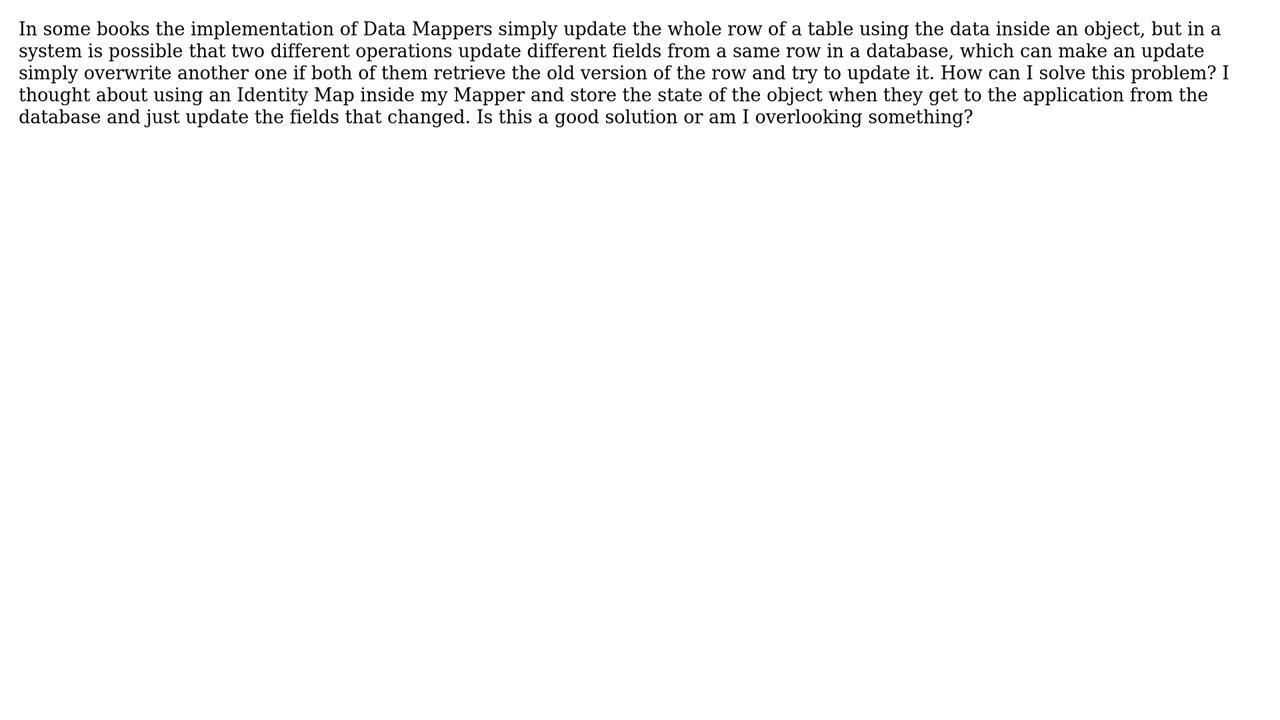 In some books the implementation of Data Mappers simply update the whole row of a table using the data inside an object, but in a
system is possible that two different operations update different fields from a same row in a database, which can make an update
simply overwrite another one if both of them retrieve the old version of the row and try to update it. How can I solve this problem? I
thought about using an Identity Map inside my Mapper and store the state of the object when they get to the application from the
database and just update the fields that changed. Is this a good solution or am I overlooking something?